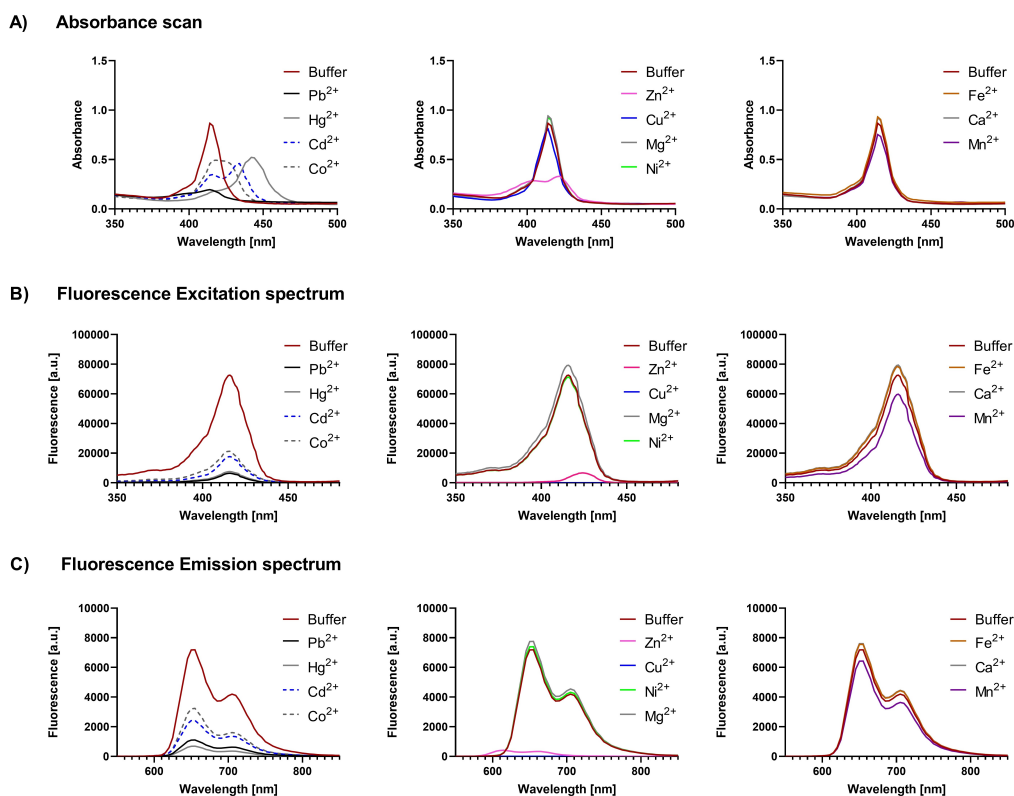 A) Absorbance scan
1.5
1.0
0.5
0.0
350 400 450 500
Absorbance
Wavelength [nm]
Buffer
Pb²⁺
Hg²⁺
Cd²⁺
Co²⁺
1.5
1.0
0.5
0.0
350 400 450 500
Absorbance
Wavelength [nm]
Buffer
Zn²⁺
Cu²⁺
Mg²⁺
Ni²⁺
1.5
1.0
0.5
0.0
350 400 450 500
Absorbance
Wavelength [nm]
Buffer
Fe²⁺
Ca²⁺
Mn²⁺
B) Fluorescence Excitation spectrum
100000
80000
60000
40000
20000
0
350 400 450
Fluorescence [a.u.]
Wavelength [nm]
Buffer
Pb²⁺
Hg²⁺
Cd²⁺
Co²⁺
100000
80000
60000
40000
20000
0
350 400 450
Fluorescence [a.u.]
Wavelength [nm]
Buffer
Zn²⁺
Cu²⁺
Mg²⁺
Ni²⁺
100000
80000
60000
40000
20000
0
350 400 450
Fluorescence [a.u.]
Wavelength [nm]
Buffer
Fe²⁺
Ca²⁺
Mn²⁺
C) Fluorescence Emission spectrum
10000
8000
6000
4000
2000
0
600 700 800
Fluorescence [a.u.]
Wavelength [nm]
Buffer
Pb²⁺
Hg²⁺
Cd²⁺
Co²⁺
10000
8000
6000
4000
2000
0
600 700 800
Fluorescence [a.u.]
Wavelength [nm]
Buffer
Zn²⁺
Cu²⁺
Ni²⁺
Mg²⁺
10000
8000
6000
4000
2000
0
600 700 800
Fluorescence [a.u.]
Wavelength [nm]
Buffer
Fe²⁺
Ca²⁺
Mn²⁺